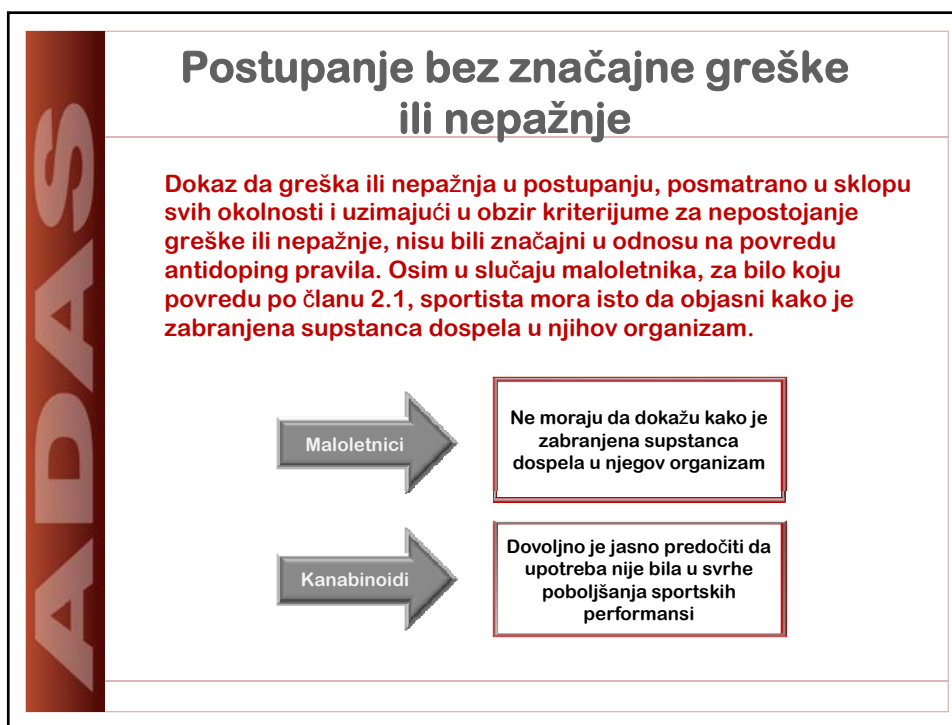 Postupanje bez značajne greške
ili nepažnje
ADAS
Dokaz da greška ili nepažnja u postupanju, posmatrano u sklopu
svih okolnosti i uzimajući u obzir kriterijume za nepostojanje
greške ili nepažnje, nisu bili značajni u odnosu na povredu
antidoping pravila. Osim u slučaju maloletnika, za bilo koju
povredu po članu 2.1, sportista mora isto da objasni kako je
zabranjena supstanca dospela u njihov organizam.
Maloletnici
Ne moraju da dokažu kako je
zabranjena supstanca
dospela u njegov organizam
Kanabinoidi
Dovoljno je jasno predočiti da
upotreba nije bila u svrhe
poboljšanja sportskih
performansi